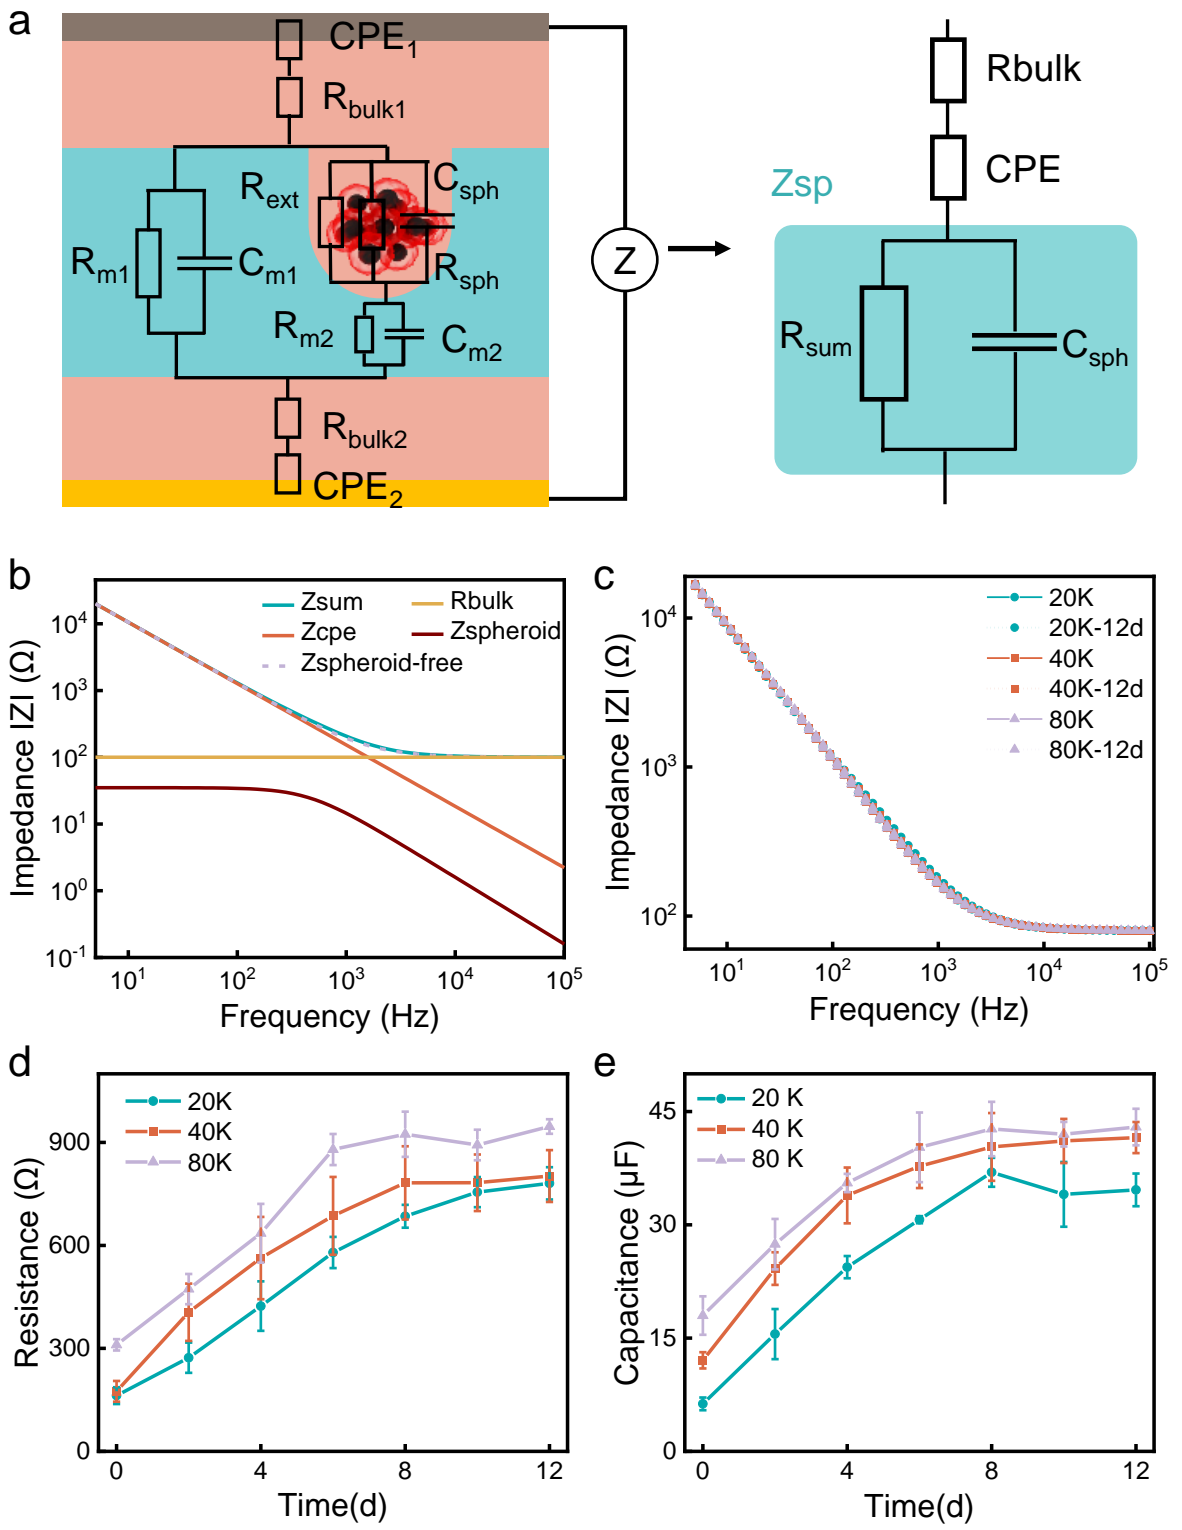 a
CPE1
Rbulk1
Rext
Csph
Rm1
Cm1
Rsph
Rm2
Cm2
Rbulk2
CPE2
Z
Rbulk
CPE
Zsp
Rsum
Csph
b
Zsum
Rbulk
Zcpe
Zspheroid
Zspheroid-free
10^4
10^3
10^2
10^1
10^0
10^-1
Impedance IZI (Ω)
10^1 10^2 10^3 10^4 10^5
Frequency (Hz)
c
20K
20K-12d
40K
40K-12d
80K
80K-12d
10^4
10^3
10^2
Impedance IZI (Ω)
10^1 10^2 10^3 10^4 10^5
Frequency (Hz)
d
20K
40K
80K
900
600
300
0
Resistance (Ω)
0 4 8 12
Time(d)
e
20 K
40 K
80 K
45
30
15
0
Capacitance (μF)
0 4 8 12
Time(d)